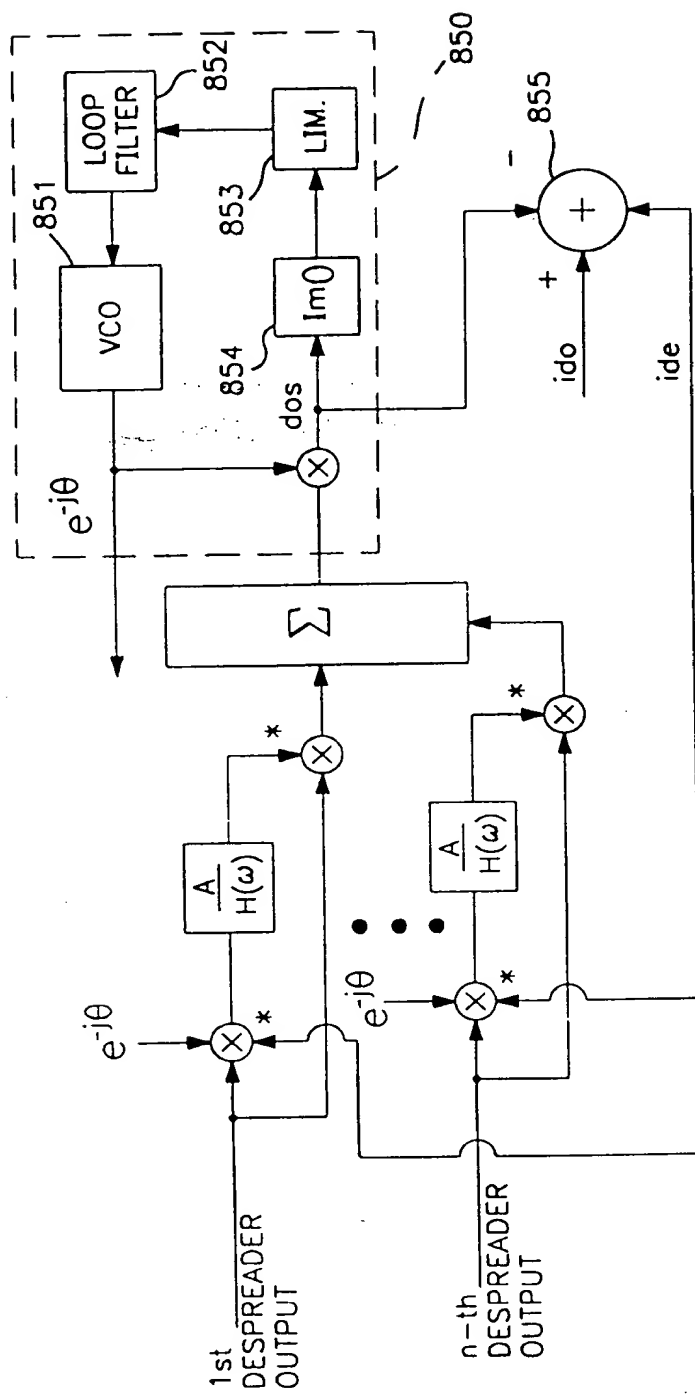 851
852
LOOP
FILTER
VCO
LIM.
853
850
Im()
854
e-jθ
dos
−
+
855
ido
ide
Σ
*
A
H(ω)
*
A
H(ω)
e-jθ
*
e-jθ
*
1st
DESPREADER
OUTPUT
n-th
DESPREADER
OUTPUT
+
×
×
×
×
×